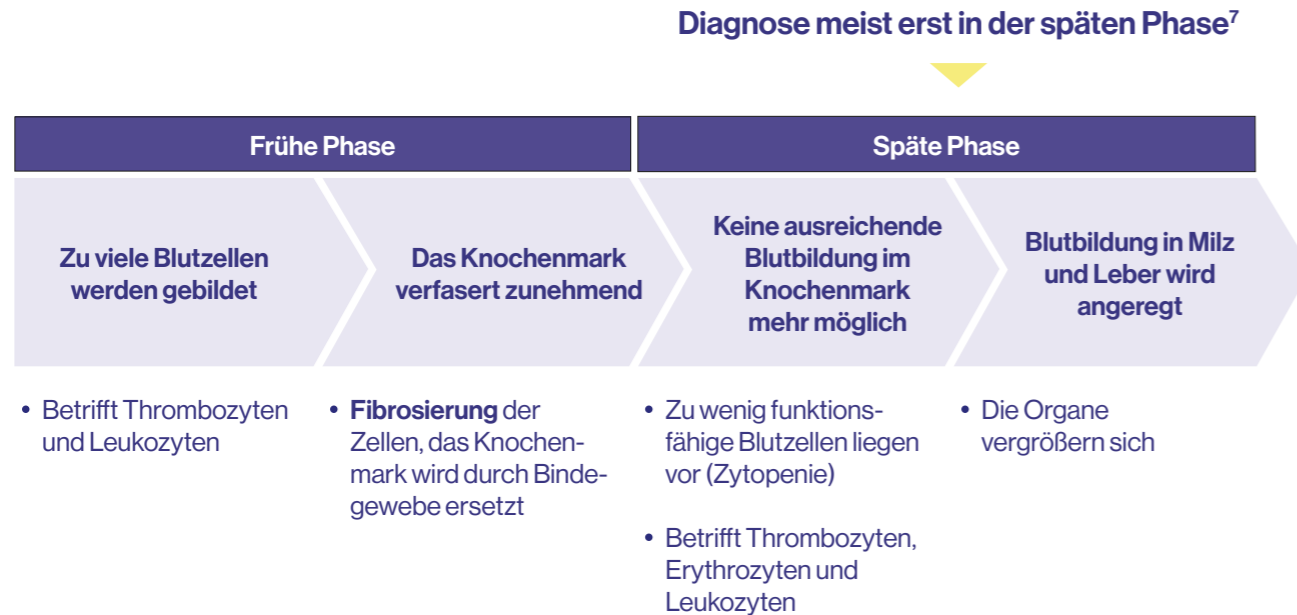 Diagnose meist erst in der späten Phase⁷
Frühe Phase
Späte Phase
Zu viele Blutzellen
werden gebildet
Das Knochenmark
verfasert zunehmend
Keine ausreichende
Blutbildung im
Knochenmark
mehr möglich
Blutbildung in Milz
und Leber wird
angeregt
• Betrifft Thrombozyten
und Leukozyten
• Fibrosierung der
Zellen, das Knochen-
mark wird durch Binde-
gewebe ersetzt
• Zu wenig funktions-
fähige Blutzellen liegen
vor (Zytopenie)
• Betrifft Thrombozyten,
Erythrozyten und
Leukozyten
• Die Organe
vergrößern sich